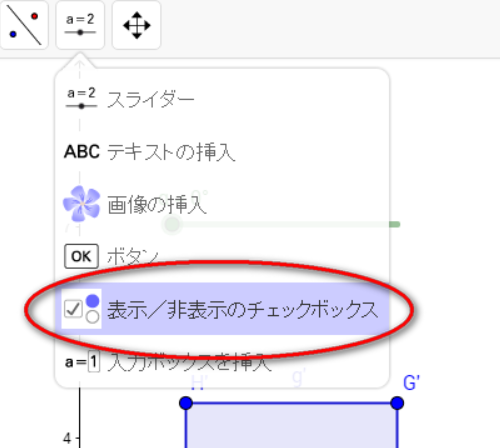 a=2
a=2 スライダー
ABC テキストの挿入
画像の挿入
OK ボタン
表示／非表示のチェックボックス
a=1 入力ボックスを挿入
H' g' G'
4